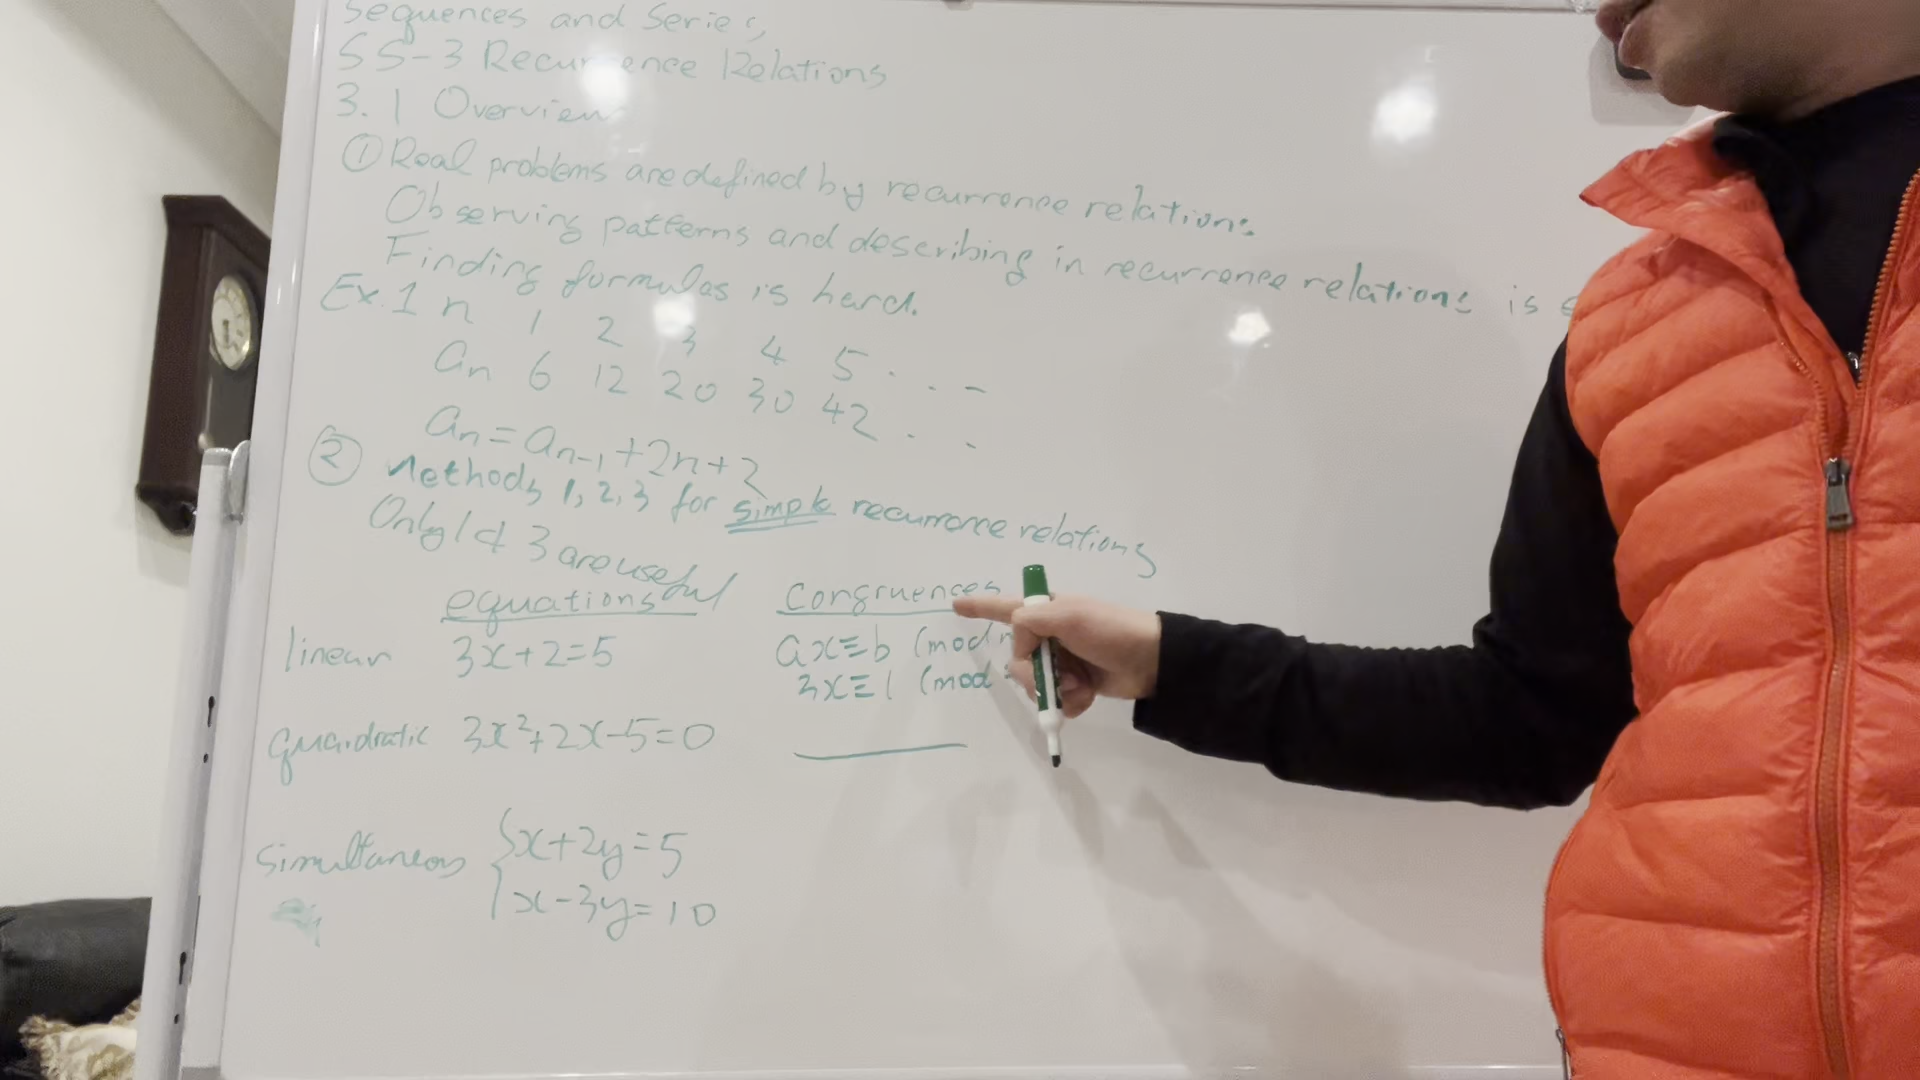 Sequences and Series
SS-3 Recurrence Relations
3.1 Overview
① Real problems are defined by recurrence relations.
Observing patterns and describing in recurrence relations is
Finding formulas is hard.
Ex.1 n 1 2 3 4 5 ...
an 6 12 20 30 42 ...
an = an-1 + 2n + 2
② Methods 1, 2, 3 for simple recurrence relations
Only 1 & 3 are useful
equations congruences
linear 3x+2=5 ax≡b (mod
3x≡1 (mod
quadratic 3x²+2x-5=0
simultaneous { x+2y=5
x-3y=10